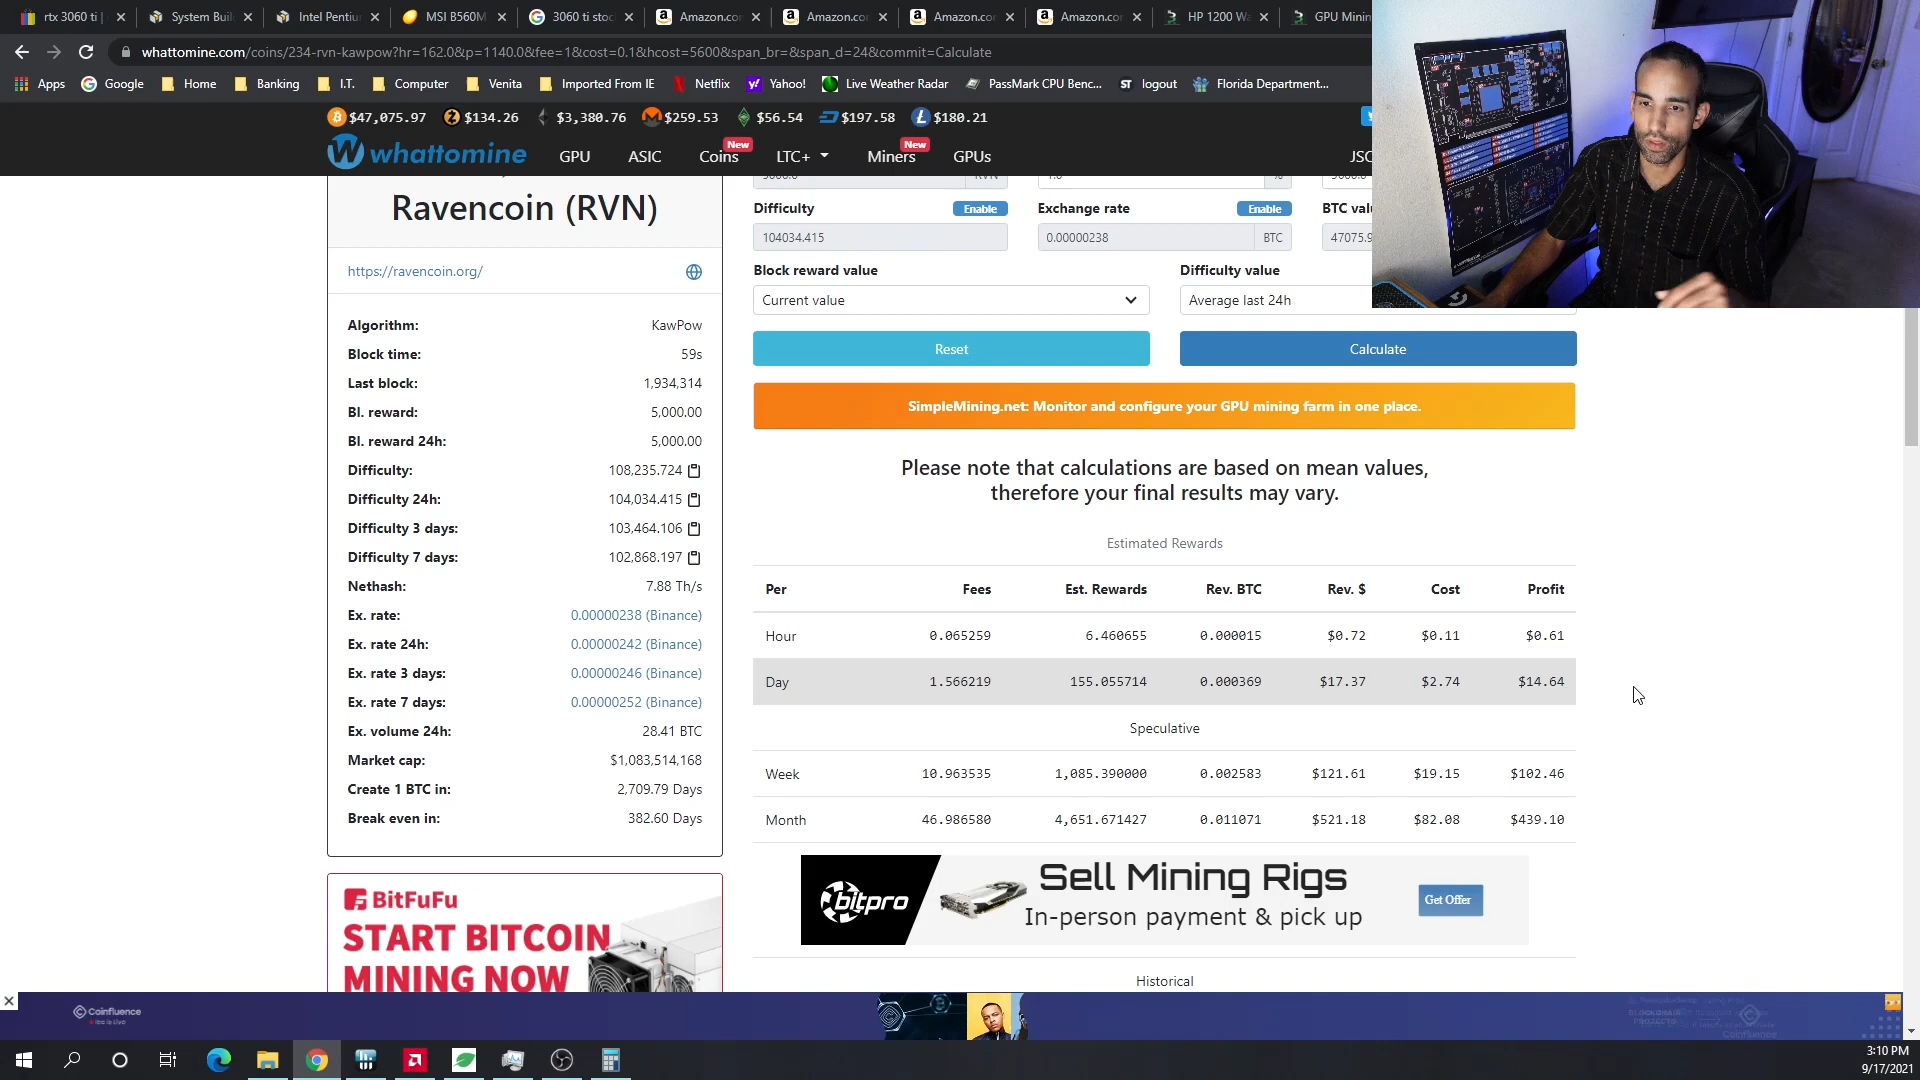 rtx 3060 ti |
System Buil
Intel Pentiu
MSI B560M
3060 ti stoc
Amazon.co
Amazon.co
Amazon.co
Amazon.co
HP 1200 Wa
GPU Minin
whattomine.com/coins/234-rvn-kawpow?hr=162.0&p=1140.0&fee=1&cost=0.1&hcost=5600&span_br=&span_d=24&commit=Calculate
Apps
Google
Home
Banking
I.T.
Computer
Venita
Imported From IE
Netflix
Yahoo!
Live Weather Radar
PassMark CPU Benc...
ST logout
Florida Department...
$47,075.97
$134.26
$3,380.76
$259.53
$56.54
$197.58
$180.21
whattomine
GPU
ASIC
Coins New
LTC+
Miners New
GPUs
JSO
Ravencoin (RVN)
https://ravencoin.org/
Algorithm: KawPow
Block time: 59s
Last block: 1,934,314
Bl. reward: 5,000.00
Bl. reward 24h: 5,000.00
Difficulty: 108,235.724
Difficulty 24h: 104,034.415
Difficulty 3 days: 103,464.106
Difficulty 7 days: 102,868.197
Nethash: 7.88 Th/s
Ex. rate: 0.00000238 (Binance)
Ex. rate 24h: 0.00000242 (Binance)
Ex. rate 3 days: 0.00000246 (Binance)
Ex. rate 7 days: 0.00000252 (Binance)
Ex. volume 24h: 28.41 BTC
Market cap: $1,083,514,168
Create 1 BTC in: 2,709.79 Days
Break even in: 382.60 Days
BitFuFu
START BITCOIN
MINING NOW
Difficulty Enable
Exchange rate Enable
BTC val
104034.415
0.00000238 BTC
47075.9
Block reward value
Difficulty value
Current value
Average last 24h
Reset
Calculate
SimpleMining.net: Monitor and configure your GPU mining farm in one place.
Please note that calculations are based on mean values,
therefore your final results may vary.
Estimated Rewards
Per Fees Est. Rewards Rev. BTC Rev. $ Cost Profit
Hour 0.065259 6.460655 0.000015 $0.72 $0.11 $0.61
Day 1.566219 155.055714 0.000369 $17.37 $2.74 $14.64
Speculative
Week 10.963535 1,085.390000 0.002583 $121.61 $19.15 $102.46
Month 46.986580 4,651.671427 0.011071 $521.18 $82.08 $439.10
bitpro
Sell Mining Rigs
In-person payment & pick up
Get Offer
Historical
Coinfluence
3:10 PM
9/17/2021